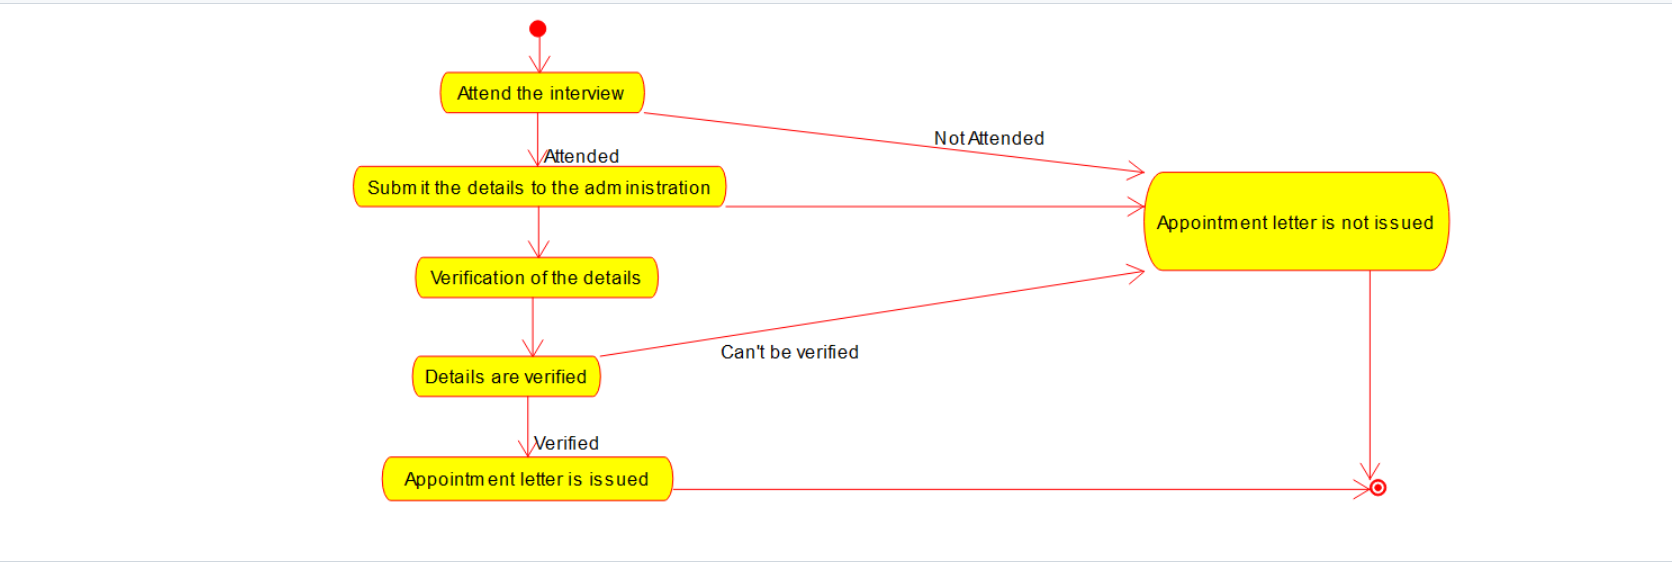 Attend the interview
Not Attended
Attended
Submit the details to the administration
Appointment letter is not issued
Verification of the details
Can't be verified
Details are verified
Verified
Appointment letter is issued